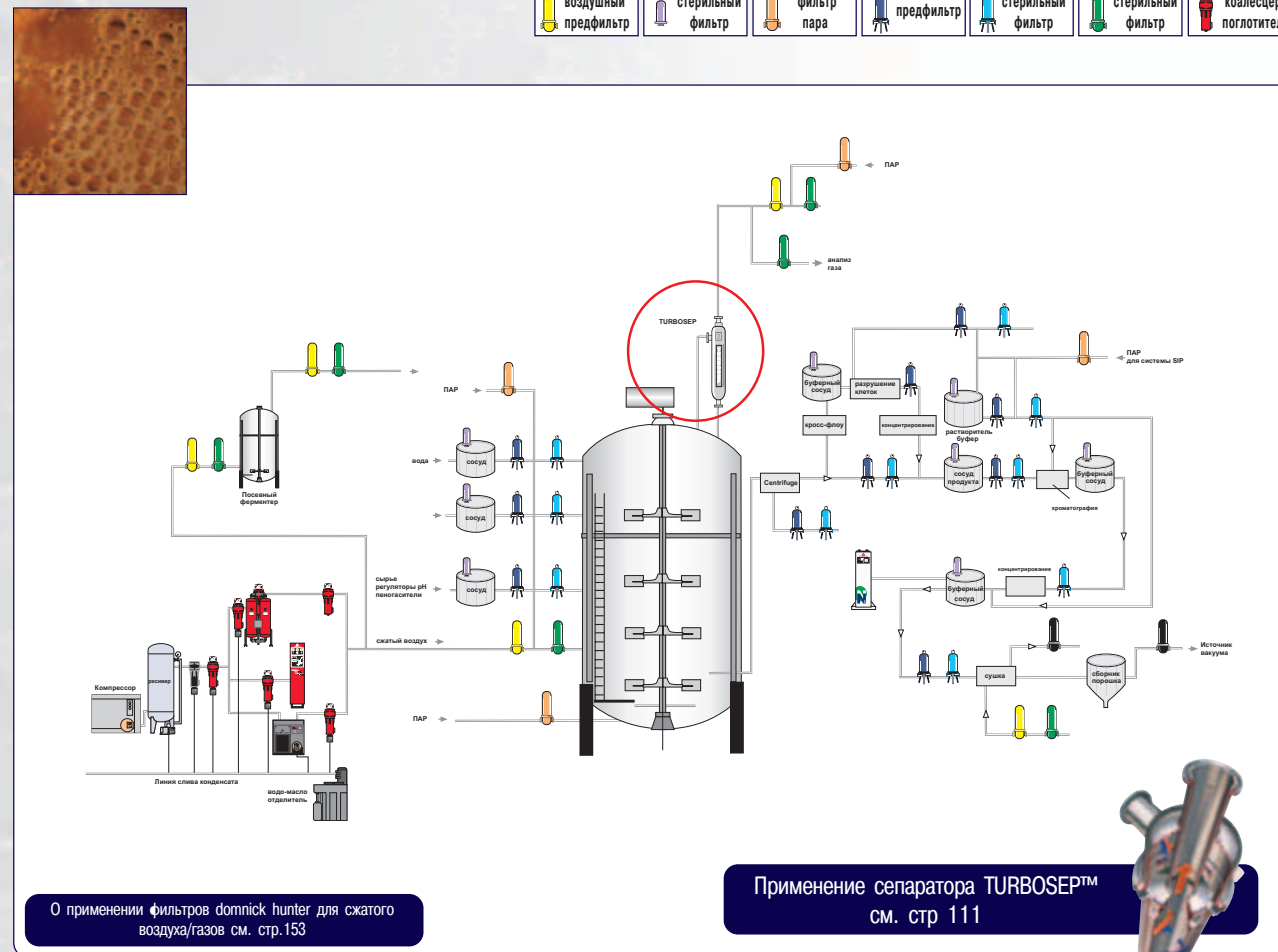 воздушный
предфильтр
стерильный
фильтр
фильтр
пара
предфильтр
стерильный
фильтр
стерильный
фильтр
ПАР
анализ
газа
TURBOSEP
ПАР
для системы SIP
буферный
сосуд
разрушение
клеток
кросс-флоу
концентрирование
растворитель
буфер
ПАР
вода
сосуд
Посевный
ферментер
сосуд
Centrifuge
сосуд
продукта
буферный
сосуд
хроматография
сырье
регуляторы pH
пеногасители
сосуд
концентрирование
буферный
сосуд
N
сжатый воздух
Источник
вакуума
сушка
сборник
порошка
Компрессор
ресивер
ПАР
Линия слива конденсата
водо-масло
отделитель
О применении фильтров domnick hunter для сжатого
воздуха/газов см. стр.153
Применение сепаратора TURBOSEP™
см. стр 111